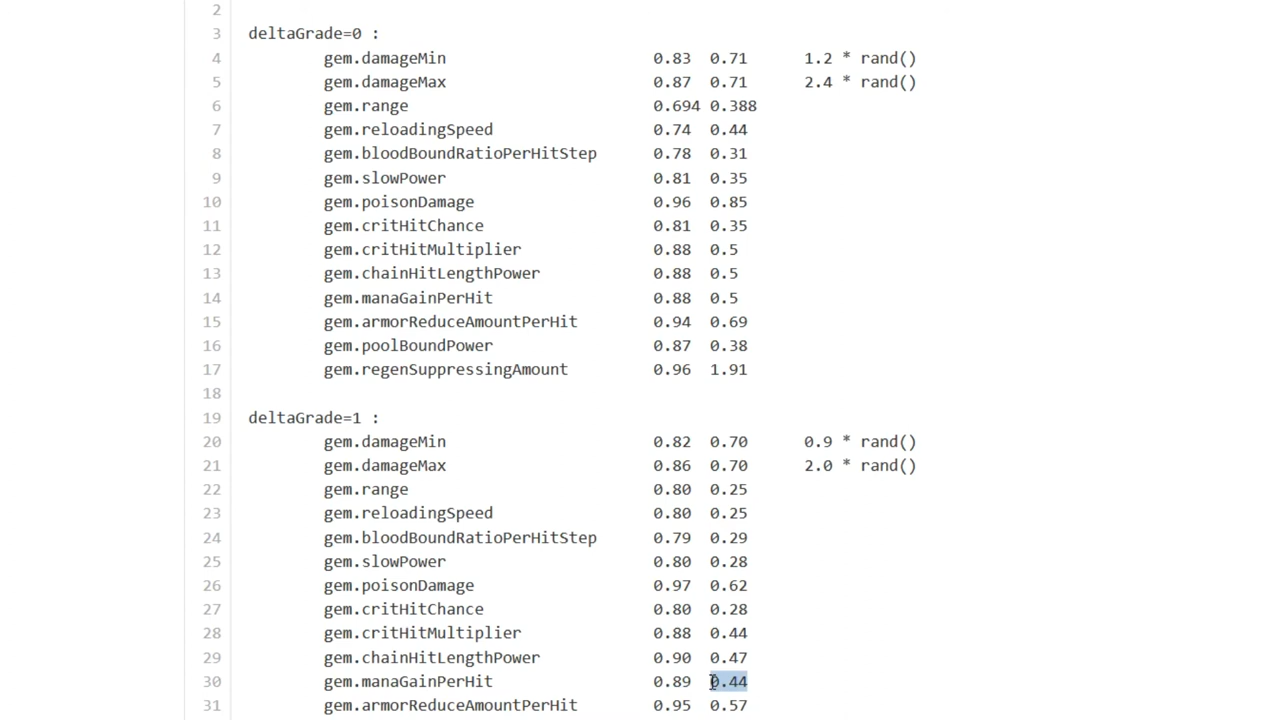 2
3 deltaGrade=0 :
4 gem.damageMin 0.83 0.71 1.2 * rand()
5 gem.damageMax 0.87 0.71 2.4 * rand()
6 gem.range 0.694 0.388
7 gem.reloadingSpeed 0.74 0.44
8 gem.bloodBoundRatioPerHitStep 0.78 0.31
9 gem.slowPower 0.81 0.35
10 gem.poisonDamage 0.96 0.85
11 gem.critHitChance 0.81 0.35
12 gem.critHitMultiplier 0.88 0.5
13 gem.chainHitLengthPower 0.88 0.5
14 gem.manaGainPerHit 0.88 0.5
15 gem.armorReduceAmountPerHit 0.94 0.69
16 gem.poolBoundPower 0.87 0.38
17 gem.regenSuppressingAmount 0.96 1.91
18
19 deltaGrade=1 :
20 gem.damageMin 0.82 0.70 0.9 * rand()
21 gem.damageMax 0.86 0.70 2.0 * rand()
22 gem.range 0.80 0.25
23 gem.reloadingSpeed 0.80 0.25
24 gem.bloodBoundRatioPerHitStep 0.79 0.29
25 gem.slowPower 0.80 0.28
26 gem.poisonDamage 0.97 0.62
27 gem.critHitChance 0.80 0.28
28 gem.critHitMultiplier 0.88 0.44
29 gem.chainHitLengthPower 0.90 0.47
30 gem.manaGainPerHit 0.89 0.44
31 gem.armorReduceAmountPerHit 0.95 0.57